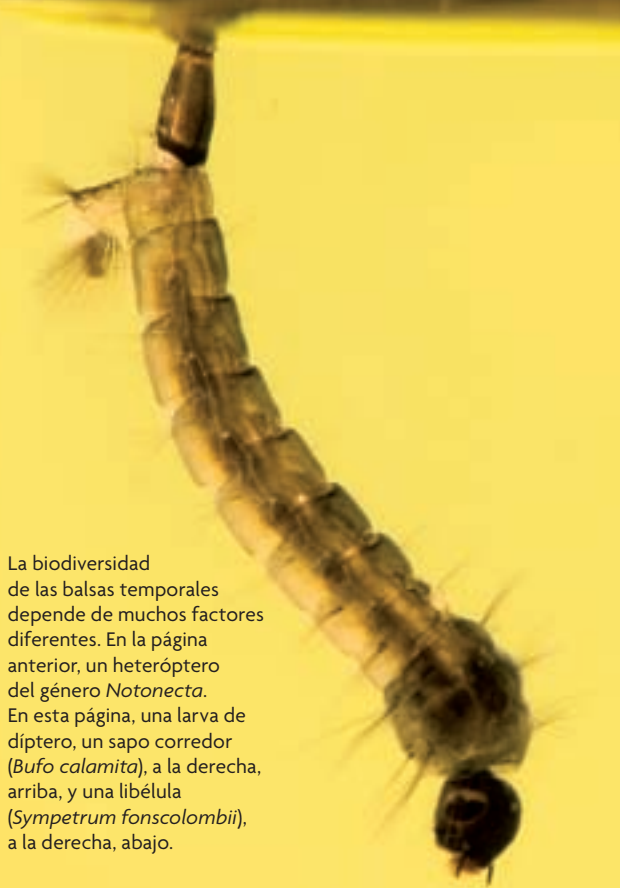 La biodiversidad
de las balsas temporales
depende de muchos factores
diferentes. En la página
anterior, un heteróptero
del género Notonecta.
En esta página, una larva de
díptero, un sapo corredor
(Bufo calamita), a la derecha,
arriba, y una libélula
(Sympetrum fonscolombii),
a la derecha, abajo.